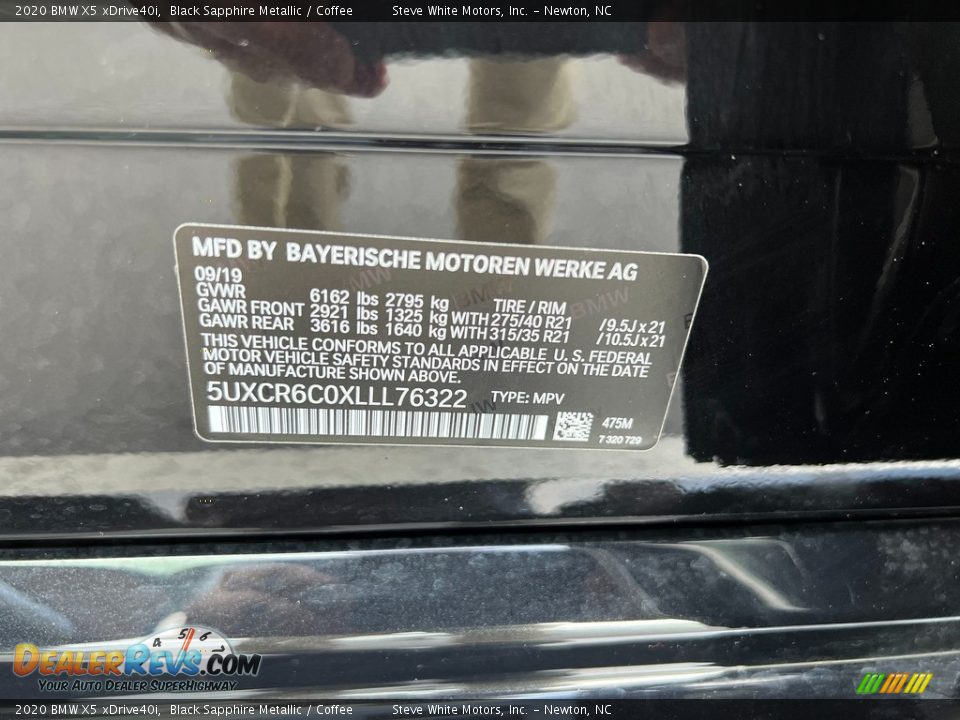 2020 BMW X5 xDrive40i, Black Sapphire Metallic / Coffee Steve White Motors, Inc. – Newton, NC
MFD BY BAYERISCHE MOTOREN WERKE AG
09/19
GVWR 6162 lbs 2795 kg TIRE / RIM
GAWR FRONT 2921 lbs 1325 kg WITH 275/40 R21 /9.5J x 21
GAWR REAR 3616 lbs 1640 kg WITH 315/35 R21 /10.5J x 21
THIS VEHICLE CONFORMS TO ALL APPLICABLE U. S. FEDERAL
MOTOR VEHICLE SAFETY STANDARDS IN EFFECT ON THE DATE
OF MANUFACTURE SHOWN ABOVE.
5UXCR6C0XLLL76322 TYPE: MPV
475M
7 320 729
4 5 6
DEALERREVS.COM
YOUR AUTO DEALER SUPERHIGHWAY
2020 BMW X5 xDrive40i, Black Sapphire Metallic / Coffee Steve White Motors, Inc. – Newton, NC